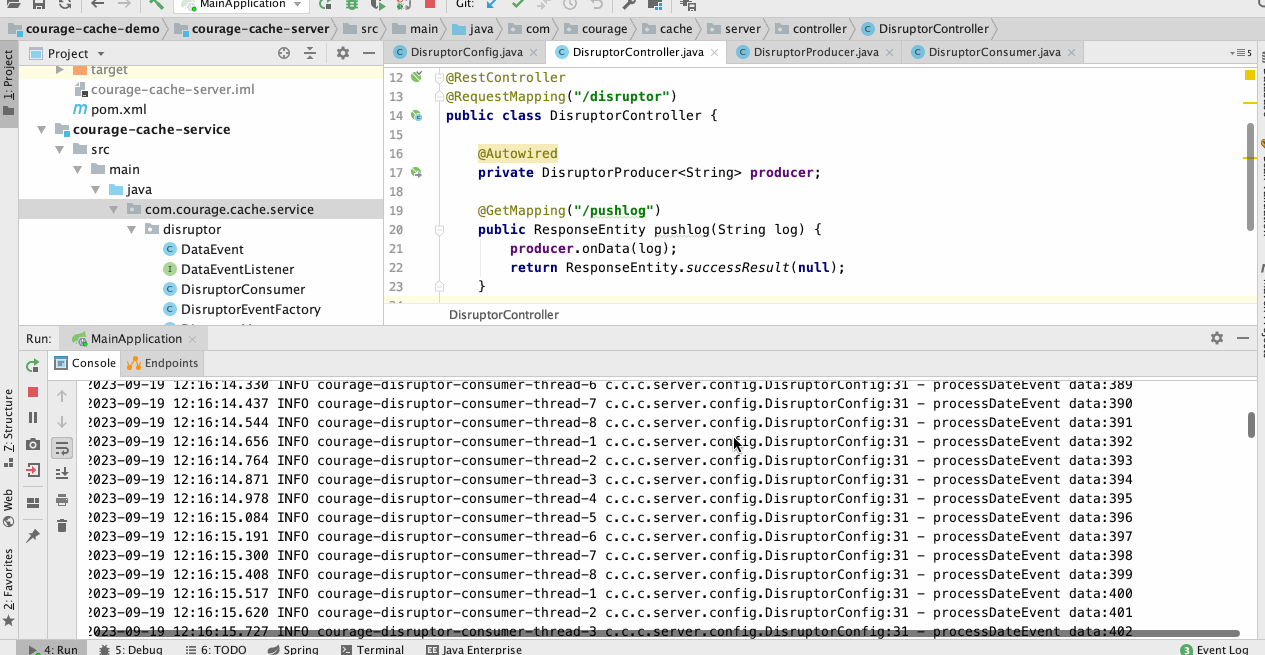 MainApplication
Git:
courage-cache-demo courage-cache-server src main java com courage cache server controller DisruptorController
1: Project
Project
DisruptorConfig.java DisruptorController.java DisruptorProducer.java DisruptorConsumer.java
5
target
courage-cache-server.iml
pom.xml
courage-cache-service
src
main
java
com.courage.cache.service
disruptor
DataEvent
DataEventListener
DisruptorConsumer
DisruptorEventFactory
12 @RestController
13 @RequestMapping("/disruptor")
14 public class DisruptorController {
15
16 @Autowired
17 private DisruptorProducer<String> producer;
18
19 @GetMapping("/pushlog")
20 public ResponseEntity pushlog(String log) {
21 producer.onData(log);
22 return ResponseEntity.successResult(null);
23 }
DisruptorController
Run: MainApplication
Console Endpoints
2023-09-19 12:16:14.330 INFO courage-disruptor-consumer-thread-6 c.c.c.server.config.DisruptorConfig:31 - processDateEvent data:389
2023-09-19 12:16:14.437 INFO courage-disruptor-consumer-thread-7 c.c.c.server.config.DisruptorConfig:31 - processDateEvent data:390
2023-09-19 12:16:14.544 INFO courage-disruptor-consumer-thread-8 c.c.c.server.config.DisruptorConfig:31 - processDateEvent data:391
2023-09-19 12:16:14.656 INFO courage-disruptor-consumer-thread-1 c.c.c.server.config.DisruptorConfig:31 - processDateEvent data:392
2023-09-19 12:16:14.764 INFO courage-disruptor-consumer-thread-2 c.c.c.server.config.DisruptorConfig:31 - processDateEvent data:393
2023-09-19 12:16:14.871 INFO courage-disruptor-consumer-thread-3 c.c.c.server.config.DisruptorConfig:31 - processDateEvent data:394
2023-09-19 12:16:14.978 INFO courage-disruptor-consumer-thread-4 c.c.c.server.config.DisruptorConfig:31 - processDateEvent data:395
2023-09-19 12:16:15.084 INFO courage-disruptor-consumer-thread-5 c.c.c.server.config.DisruptorConfig:31 - processDateEvent data:396
2023-09-19 12:16:15.191 INFO courage-disruptor-consumer-thread-6 c.c.c.server.config.DisruptorConfig:31 - processDateEvent data:397
2023-09-19 12:16:15.300 INFO courage-disruptor-consumer-thread-7 c.c.c.server.config.DisruptorConfig:31 - processDateEvent data:398
2023-09-19 12:16:15.408 INFO courage-disruptor-consumer-thread-8 c.c.c.server.config.DisruptorConfig:31 - processDateEvent data:399
2023-09-19 12:16:15.517 INFO courage-disruptor-consumer-thread-1 c.c.c.server.config.DisruptorConfig:31 - processDateEvent data:400
2023-09-19 12:16:15.620 INFO courage-disruptor-consumer-thread-2 c.c.c.server.config.DisruptorConfig:31 - processDateEvent data:401
2023-09-19 12:16:15.727 INFO courage-disruptor-consumer-thread-3 c.c.c.server.config.DisruptorConfig:31 - processDateEvent data:402
Z: Structure
Web
2: Favorites
4: Run 5: Debug 6: TODO Spring Terminal Java Enterprise 3 Event Log